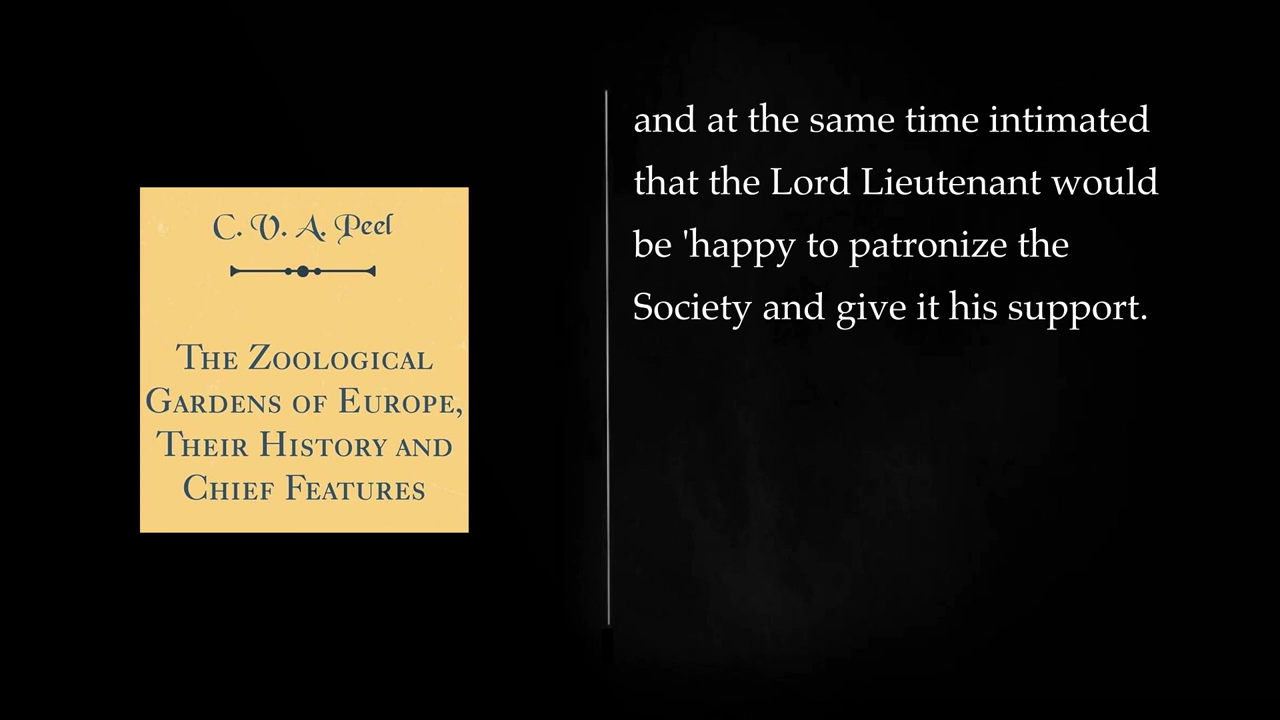 C. V. A. Peel
The Zoological
Gardens of Europe,
Their History and
Chief Features
and at the same time intimated
that the Lord Lieutenant would
be 'happy to patronize the
Society and give it his support.